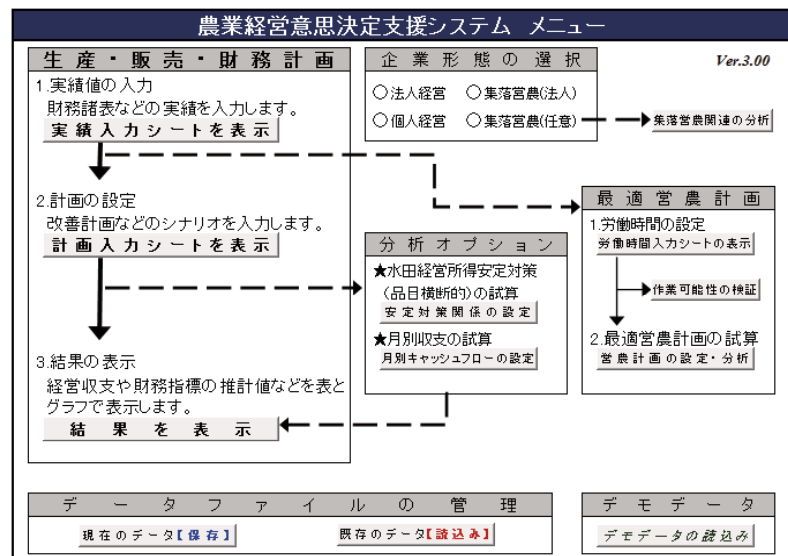 農業経営意思決定支援システム メニュー
生産・販売・財務計画
1.実績値の入力
財務諸表などの実績を入力します。
実績入力シートを表示
2.計画の設定
改善計画などのシナリオを入力します。
計画入力シートを表示
3.結果の表示
経営収支や財務指標の推計値などを表と
グラフで表示します。
結果を表示
企業形態の選択
○法人経営 ○集落営農(法人)
○個人経営 ○集落営農(任意)
Ver.3.00
集落営農関連の分析
分析オプション
★水田経営所得安定対策
(品目横断的)の試算
安定対策関係の設定
★月別収支の試算
月別キャッシュフローの設定
最適営農計画
1.労働時間の設定
労働時間入力シートの表示
作業可能性の検証
2.最適営農計画の試算
営農計画の設定・分析
データファイルの管理
現在のデータ【保存】 既存のデータ【読込み】
デモデータ
デモデータの読込み